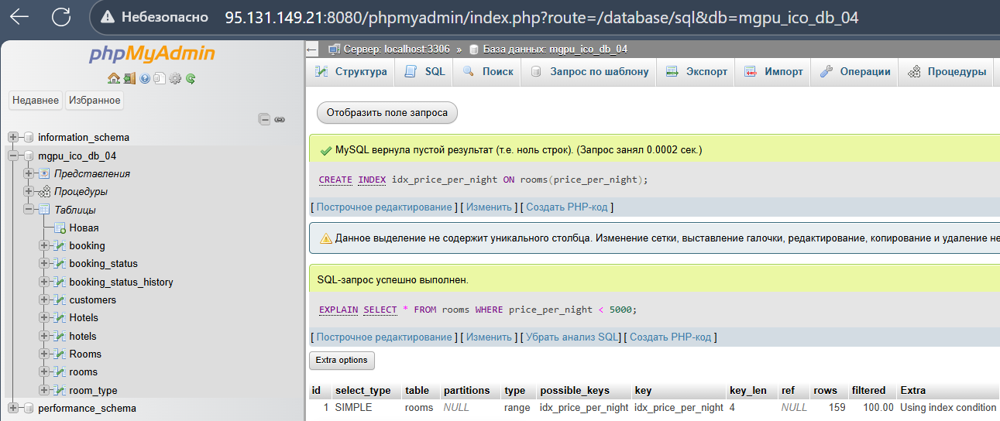 Небезопасно 95.131.149.21:8080/phpmyadmin/index.php?route=/database/sql&db=mgpu_ico_db_04
phpMyAdmin
Недавнее Избранное
information_schema
mgpu_ico_db_04
Представления
Процедуры
Таблицы
Новая
booking
booking_status
booking_status_history
customers
Hotels
hotels
Rooms
rooms
room_type
performance_schema
Сервер: localhost:3306 » База данных: mgpu_ico_db_04
Структура SQL Поиск Запрос по шаблону Экспорт Импорт Операции Процедуры
Отобразить поле запроса
MySQL вернула пустой результат (т.е. ноль строк). (Запрос занял 0.0002 сек.)
CREATE INDEX idx_price_per_night ON rooms(price_per_night);
[ Построчное редактирование ] [ Изменить ] [ Создать PHP-код ]
Данное выделение не содержит уникального столбца. Изменение сетки, выставление галочки, редактирование, копирование и удаление не
SQL-запрос успешно выполнен.
EXPLAIN SELECT * FROM rooms WHERE price_per_night < 5000;
[ Построчное редактирование ] [ Изменить ] [ Убрать анализ SQL] [ Создать PHP-код ]
Extra options
id select_type table partitions type possible_keys key key_len ref rows filtered Extra
1 SIMPLE rooms NULL range idx_price_per_night idx_price_per_night 4 NULL 159 100.00 Using index condition